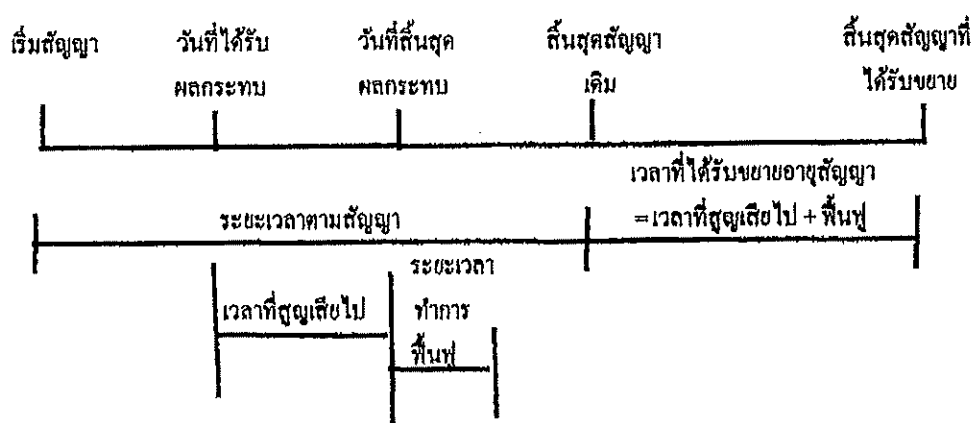 เริ่มสัญญา
วันที่ได้รับ
ผลกระทบ
วันที่สิ้นสุด
ผลกระทบ
สิ้นสุดสัญญา
เดิม
สิ้นสุดสัญญาที่
ได้รับขยาย
เวลาที่ได้รับขยายอายุสัญญา
=เวลาที่สูญเสียไป + ฟื้นฟู
ระยะเวลาตามสัญญา
เวลาที่สูญเสียไป
ระยะเวลา
ทำการ
ฟื้นฟู